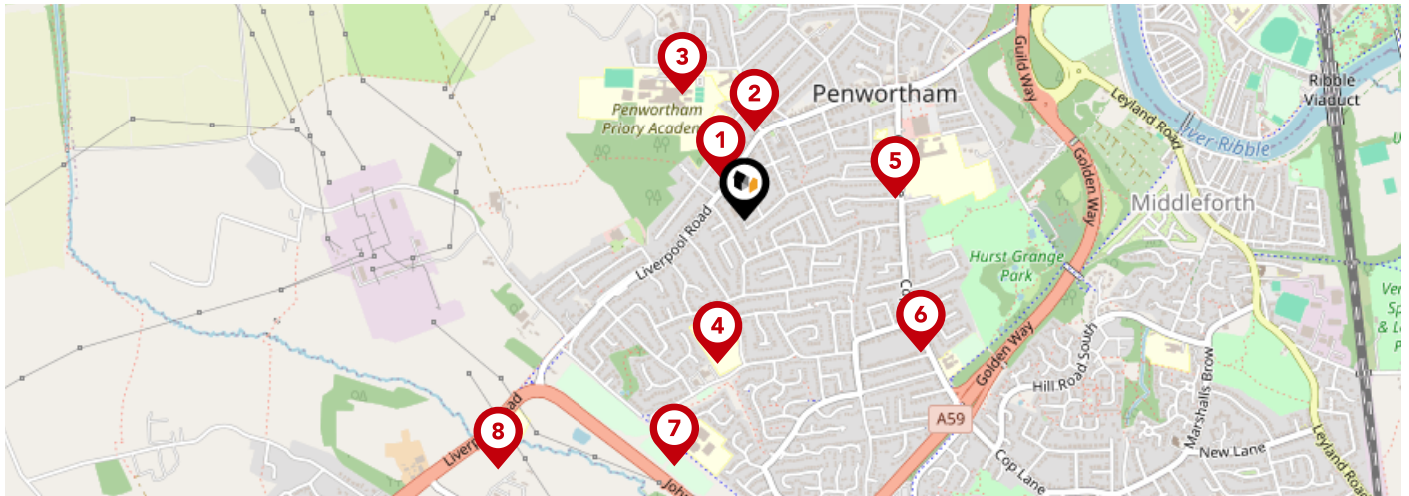 3
Penwortham
Priory Academ
2
1
Penwortham
5
Guild Way
Leyland Road
River Ribble
Ribble
Viaduct
Golden Way
Middleforth
Liverpool Road
Hurst Grange
Park
4
6
Golden Way
Hill Road South
Marshalls Brow
A59
7
8
Cop Lane
New Lane
Leyland Road